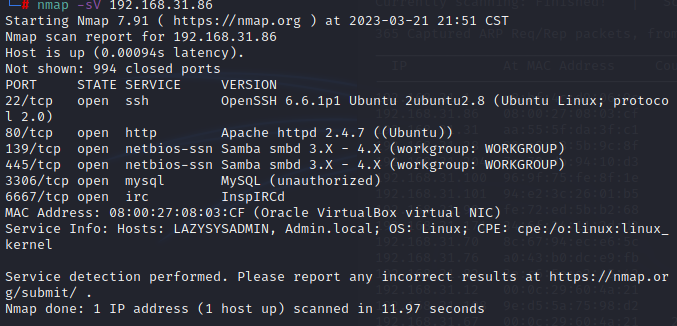 └─# nmap -sV 192.168.31.86
Starting Nmap 7.91 ( https://nmap.org ) at 2023-03-21 21:51 CST
Nmap scan report for 192.168.31.86
Host is up (0.00094s latency).
Not shown: 994 closed ports
PORT     STATE SERVICE     VERSION
22/tcp   open  ssh         OpenSSH 6.6.1p1 Ubuntu 2ubuntu2.8 (Ubuntu Linux; protoco
l 2.0)
80/tcp   open  http        Apache httpd 2.4.7 ((Ubuntu))
139/tcp  open  netbios-ssn Samba smbd 3.X - 4.X (workgroup: WORKGROUP)
445/tcp  open  netbios-ssn Samba smbd 3.X - 4.X (workgroup: WORKGROUP)
3306/tcp open  mysql       MySQL (unauthorized)
6667/tcp open  irc         InspIRCd
MAC Address: 08:00:27:08:03:CF (Oracle VirtualBox virtual NIC)
Service Info: Hosts: LAZYSYSADMIN, Admin.local; OS: Linux; CPE: cpe:/o:linux:linux_
kernel

Service detection performed. Please report any incorrect results at https://nmap.or
g/submit/ .
Nmap done: 1 IP address (1 host up) scanned in 11.97 seconds